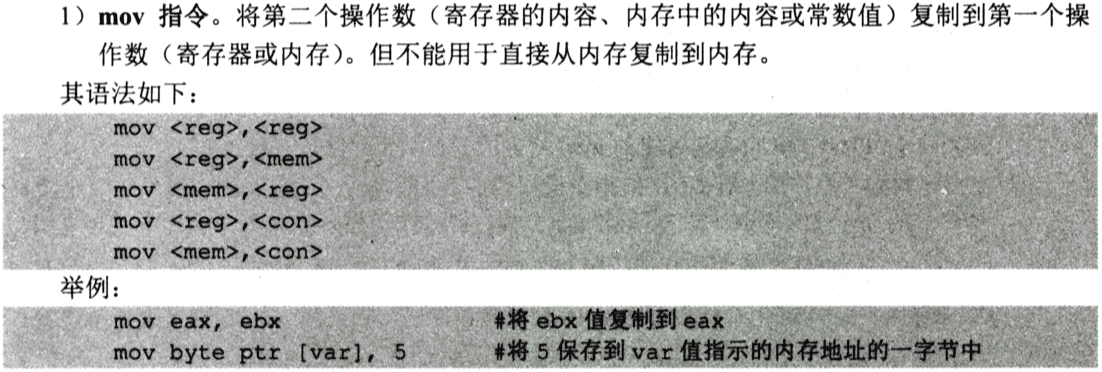 1）mov 指令。将第二个操作数（寄存器的内容、内存中的内容或常数值）复制到第一个操
作数（寄存器或内存）。但不能用于直接从内存复制到内存。
其语法如下：
mov <reg>,<reg>
mov <reg>,<mem>
mov <mem>,<reg>
mov <reg>,<con>
mov <mem>,<con>
举例：
mov eax, ebx #将 ebx 值复制到 eax
mov byte ptr [var], 5 #将 5 保存到 var 值指示的内存地址的一字节中